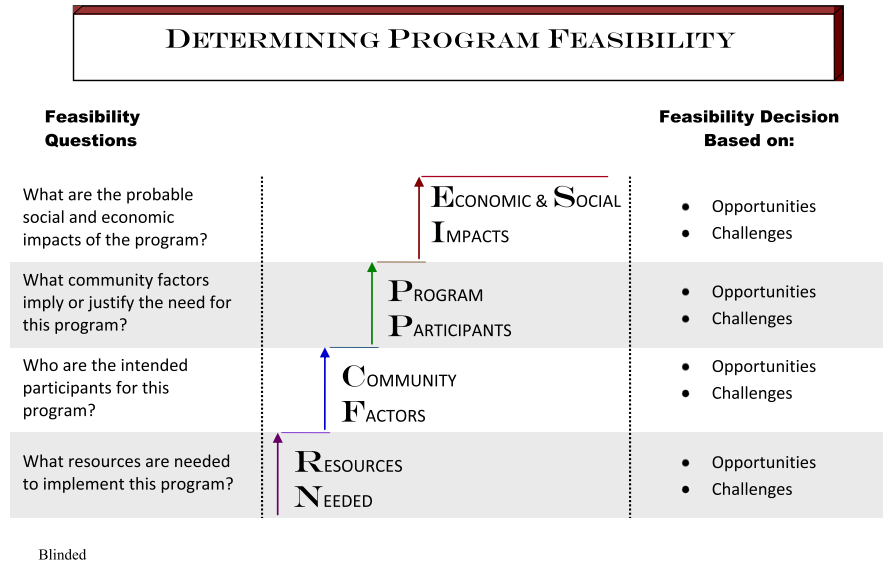 DETERMINING PROGRAM FEASIBILITY
Feasibility
Questions
Feasibility Decision
Based on:
What are the probable
social and economic
impacts of the program?
ECONOMIC & SOCIAL
IMPACTS
• Opportunities
• Challenges
What community factors
imply or justify the need for
this program?
PROGRAM
PARTICIPANTS
• Opportunities
• Challenges
Who are the intended
participants for this
program?
COMMUNITY
FACTORS
• Opportunities
• Challenges
What resources are needed
to implement this program?
RESOURCES
NEEDED
• Opportunities
• Challenges
Blinded